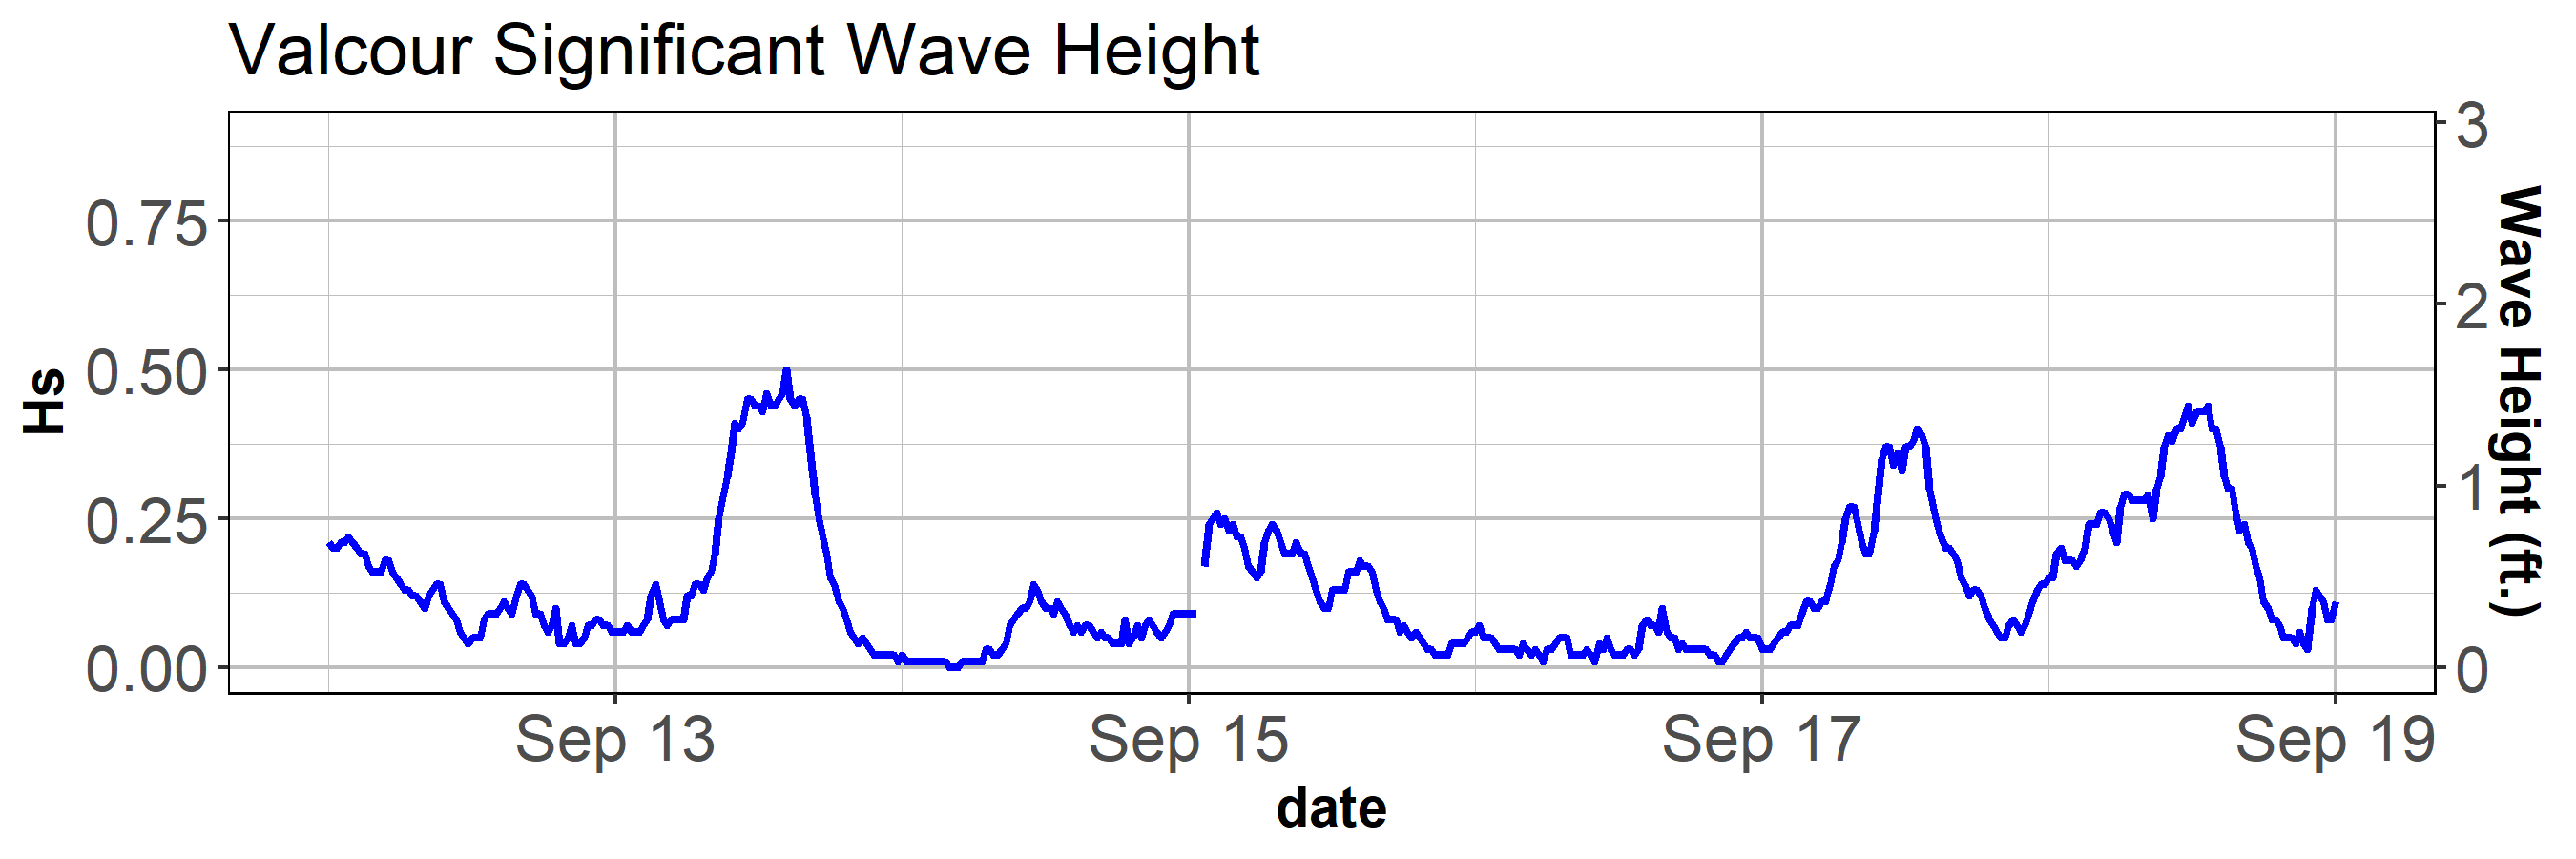 Valcour Significant Wave Height
Hs
0.75
0.50
0.25
0.00
3
2
1
0
Wave Height (ft.)
Sep 13
Sep 15
Sep 17
Sep 19
date